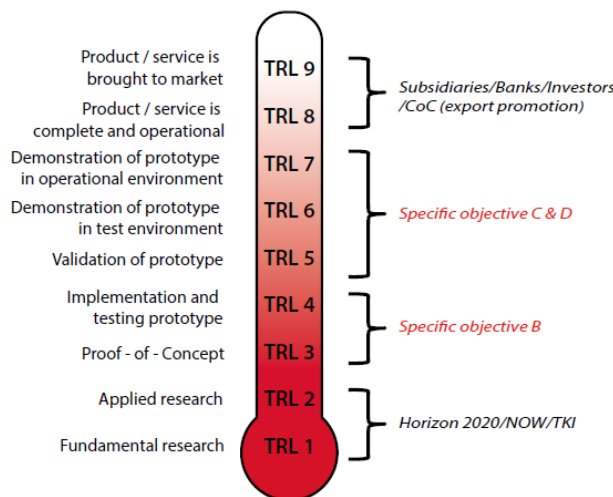 Product / service is
brought to market
TRL 9
Subsidiaries/Banks/Investors
/CoC (export promotion)
Product / service is
complete and operational
TRL 8
Demonstration of prototype
in operational environment
TRL 7
Demonstration of prototype
in test environment
TRL 6
Specific objective C & D
Validation of prototype
TRL 5
Implementation and
testing prototype
TRL 4
Specific objective B
Proof - of - Concept
TRL 3
Applied research
TRL 2
Horizon 2020/NOW/TKI
Fundamental research
TRL 1